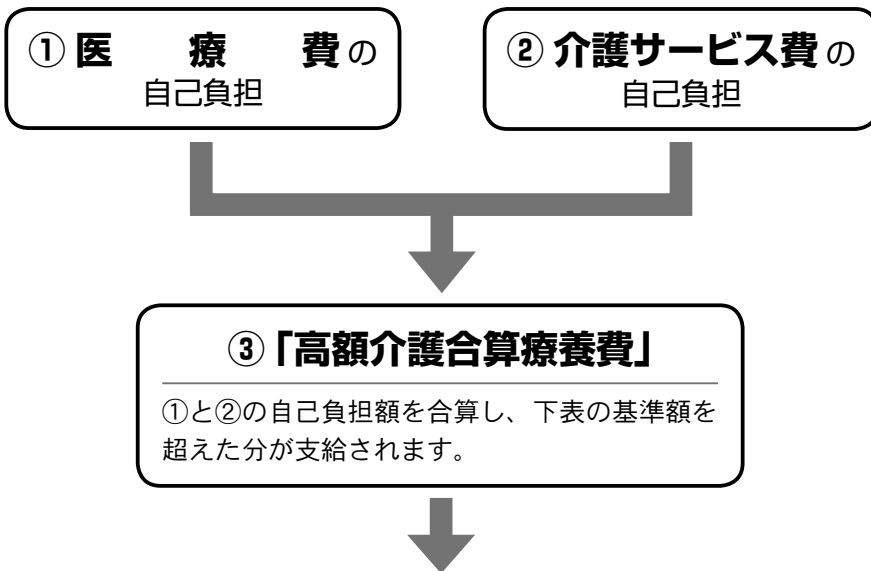 ①医療費の
自己負担
②介護サービス費の
自己負担
③「高額介護合算療養費」
①と②の自己負担額を合算し、下表の基準額を
超えた分が支給されます。